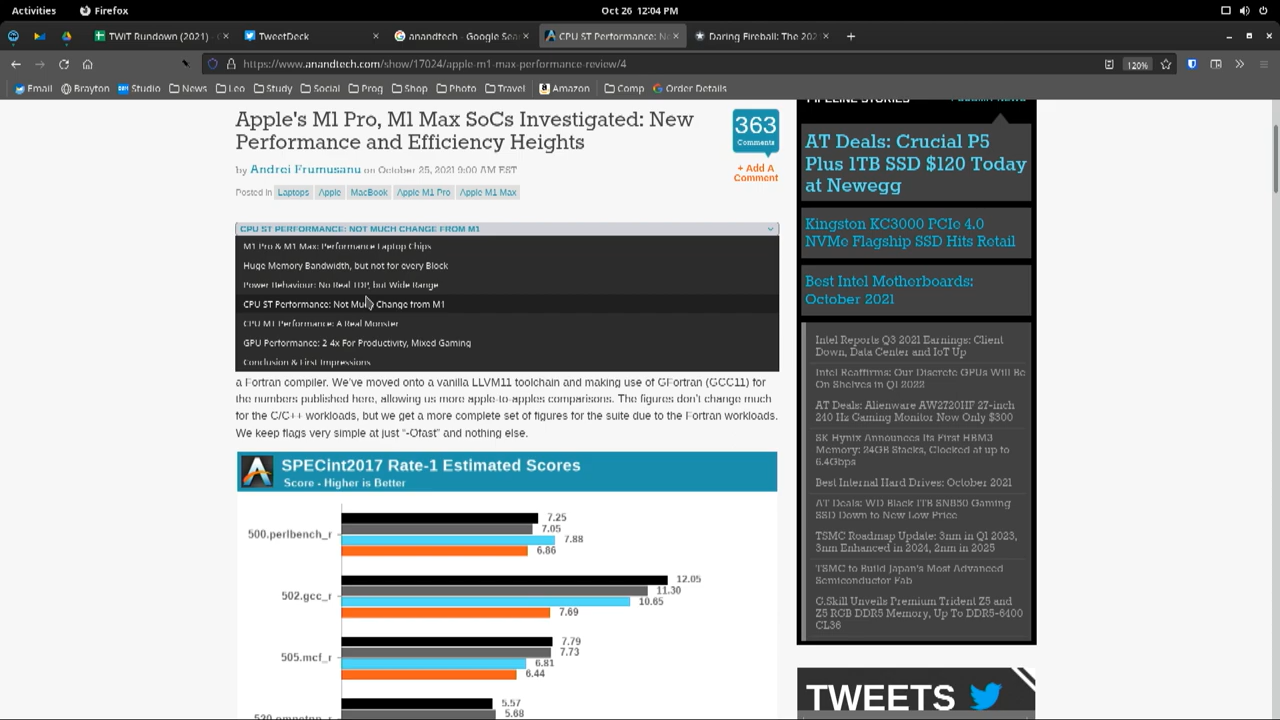 Activities
Firefox
Oct 26 12:04 PM
TWiT Rundown (2021) - Gi
TweetDeck
anandtech - Google Sea
CPU ST Performance: No
Daring Fireball: The 202
https://www.anandtech.com/show/17024/apple-m1-max-performance-review/4
120%
Email
Brayton
Studio
News
Leo
Study
Social
Prog
Shop
Photo
Travel
Amazon
Comp
Order Details
Apple's M1 Pro, M1 Max SoCs Investigated: New
Performance and Efficiency Heights
363
Comments
+ Add A
Comment
by Andrei Frumusanu on October 25, 2021 9:00 AM EST
Posted in Laptops Apple MacBook Apple M1 Pro Apple M1 Max
CPU ST PERFORMANCE: NOT MUCH CHANGE FROM M1
M1 Pro & M1 Max: Performance Laptop Chips
Huge Memory Bandwidth, but not for every Block
Power Behaviour: No Real TDP, but Wide Range
CPU ST Performance: Not Much Change from M1
CPU MT Performance: A Real Monster
GPU Performance: 2-4x For Productivity, Mixed Gaming
Conclusion & First Impressions
a Fortran compiler. We've moved onto a vanilla LLVM11 toolchain and making use of GFortran (GCC11) for
the numbers published here, allowing us more apple-to-apples comparisons. The figures don't change much
for the C/C++ workloads, but we get a more complete set of figures for the suite due to the Fortran workloads.
We keep flags very simple at just "-Ofast" and nothing else.
SPECint2017 Rate-1 Estimated Scores
Score - Higher is Better
500.perlbench_r
7.25
7.05
7.88
6.86
502.gcc_r
12.05
11.30
10.65
7.69
505.mcf_r
7.79
7.73
6.81
6.44
5.57
5.68
PIPELINE STORIES
AT Deals: Crucial P5
Plus 1TB SSD $120 Today
at Newegg
Kingston KC3000 PCIe 4.0
NVMe Flagship SSD Hits Retail
Best Intel Motherboards:
October 2021
Intel Reports Q3 2021 Earnings: Client
Down, Data Center and IoT Up
Intel Reaffirms: Our Discrete GPUs Will Be
On Shelves in Q1 2022
AT Deals: Alienware AW2720HF 27-inch
240 Hz Gaming Monitor Now Only $300
SK Hynix Announces Its First HBM3
Memory: 24GB Stacks, Clocked at up to
6.4Gbps
Best Internal Hard Drives: October 2021
AT Deals: WD Black 1TB SN850 Gaming
SSD Down to New Low Price
TSMC Roadmap Update: 3nm in Q1 2023,
3nm Enhanced in 2024, 2nm in 2025
TSMC to Build Japan's Most Advanced
Semiconductor Fab
G.Skill Unveils Premium Trident Z5 and
Z5 RGB DDR5 Memory, Up To DDR5-6400
CL36
TWEETS